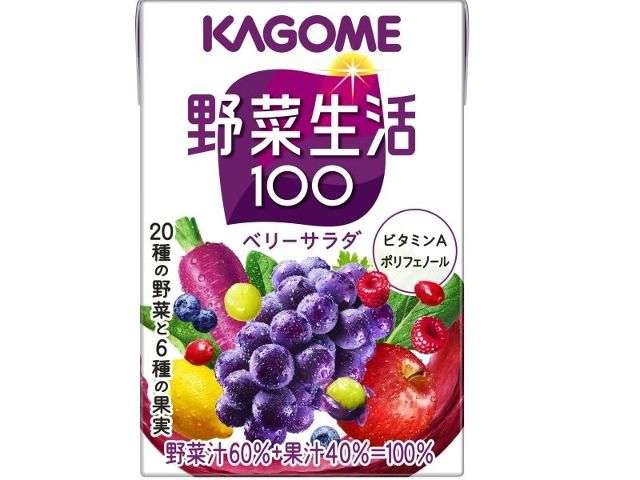 KAGOME
野菜生活
100
ベリーサラダ
ビタミンA
ポリフェノール
20種の野菜と6種の果実
野菜汁60%+果汁40%=100%